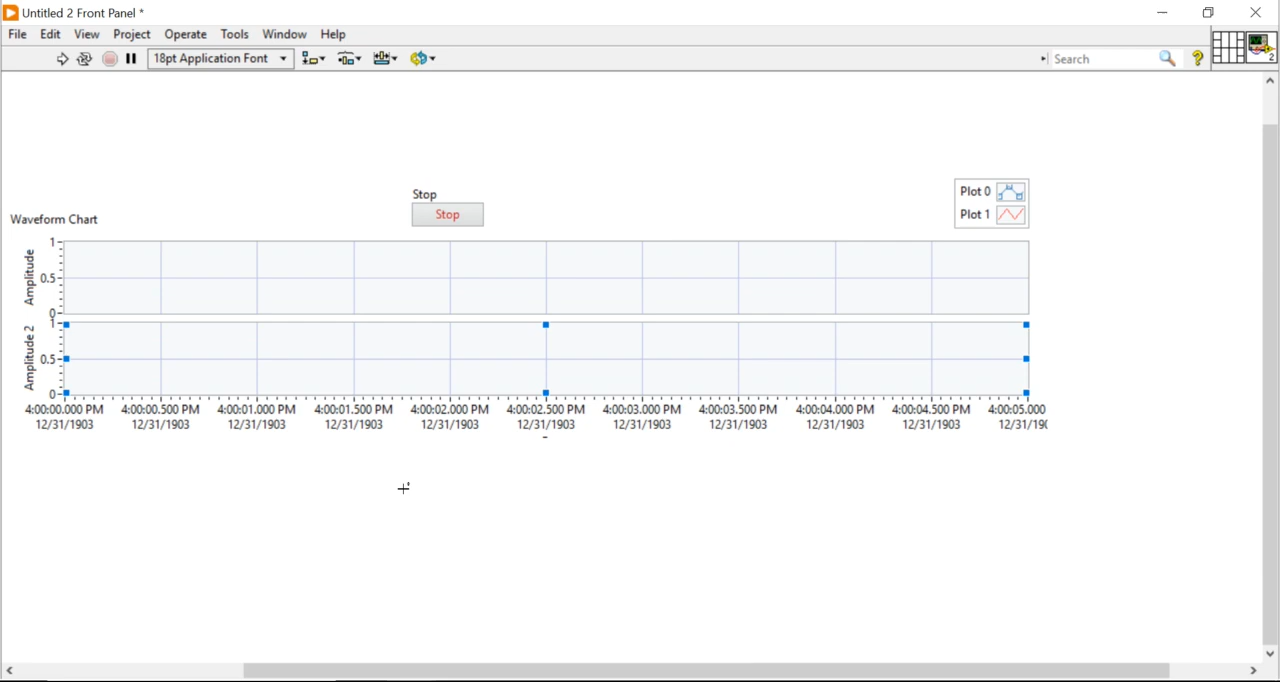 Untitled 2 Front Panel *
File Edit View Project Operate Tools Window Help
18pt Application Font Search ? 2
Stop
Stop
Plot 0
Plot 1
Waveform Chart
Amplitude
1
0.5
0
Amplitude 2
1
0.5
0
4:00:00.000 PM 4:00:00.500 PM 4:00:01.000 PM 4:00:01.500 PM 4:00:02.000 PM 4:00:02.500 PM 4:00:03.000 PM 4:00:03.500 PM 4:00:04.000 PM 4:00:04.500 PM 4:00:05.000
12/31/1903 12/31/1903 12/31/1903 12/31/1903 12/31/1903 12/31/1903 12/31/1903 12/31/1903 12/31/1903 12/31/1903 12/31/190